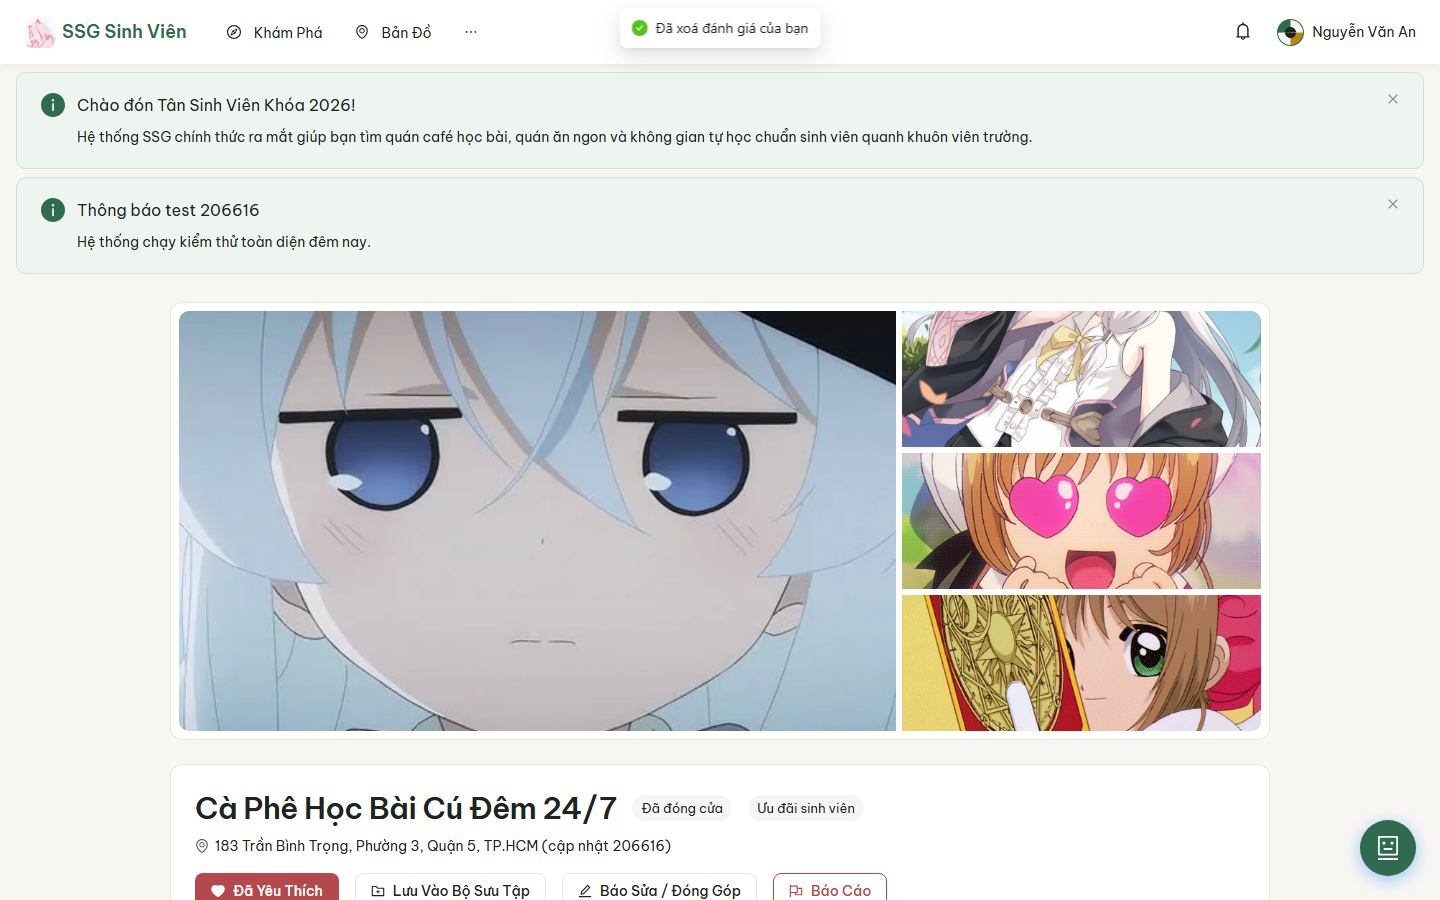 SSG Sinh Viên
Khám Phá
Bản Đồ
Đã xoá đánh giá của bạn
Nguyễn Văn An
Chào đón Tân Sinh Viên Khóa 2026!
Hệ thống SSG chính thức ra mắt giúp bạn tìm quán café học bài, quán ăn ngon và không gian tự học chuẩn sinh viên quanh khuôn viên trường.
Thông báo test 206616
Hệ thống chạy kiểm thử toàn diện đêm nay.
Cà Phê Học Bài Cú Đêm 24/7
Đã đóng cửa
Ưu đãi sinh viên
183 Trần Bình Trọng, Phường 3, Quận 5, TP.HCM (cập nhật 206616)
Đã Yêu Thích
Lưu Vào Bộ Sưu Tập
Báo Sửa / Đóng Góp
Báo Cáo